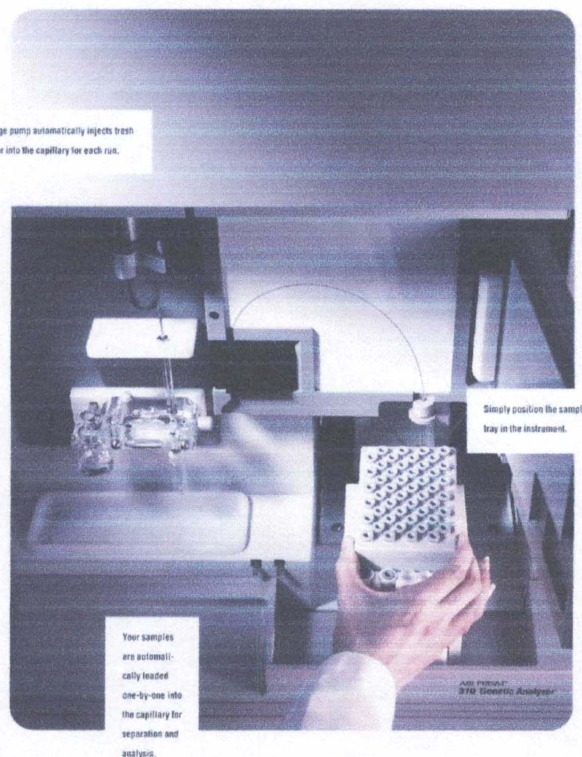 ge pump automatically injects fresh
r into the capillary for each run.
Simply position the sampl
tray in the instrument.
Your samples
are automati-
cally loaded
one-by-one into
the capillary for
separation and
analysis.
ABI PRISM
310 Genetic Analyzer